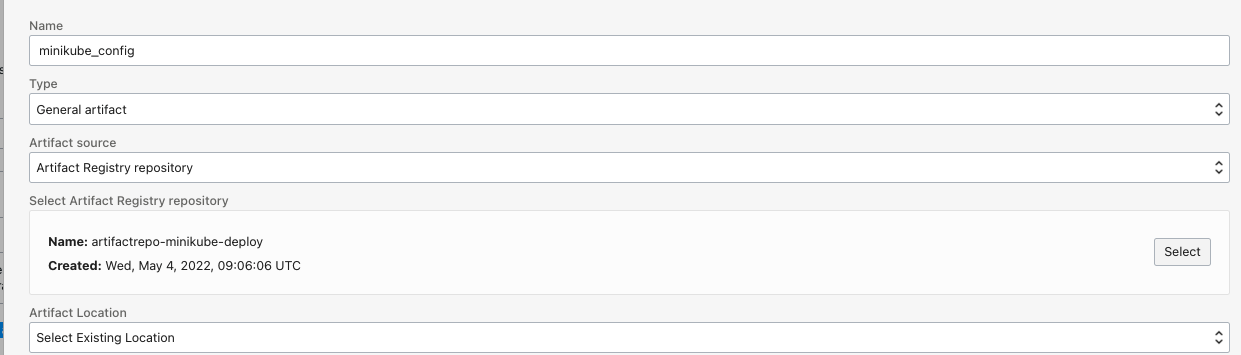 Name
minikube_config
Type
General artifact
Artifact source
Artifact Registry repository
Select Artifact Registry repository
Name: artifactrepo-minikube-deploy
Created: Wed, May 4, 2022, 09:06:06 UTC
Select
Artifact Location
Select Existing Location